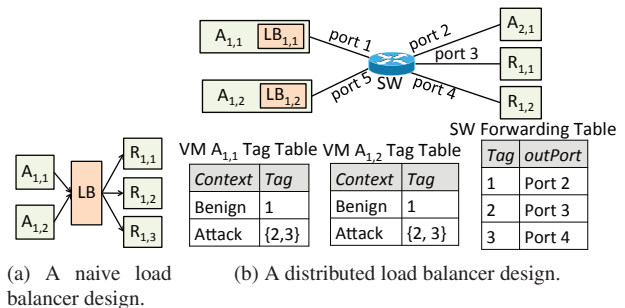 A1,1
LB1,1
port 1
A1,2
LB1,2
port 5
SW
port 2
A2,1
port 3
R1,1
port 4
R1,2
A1,1
A1,2
LB
R1,1
R1,2
R1,3
VM A1,1 Tag Table
Context Tag
Benign 1
Attack {2,3}
VM A1,2 Tag Table
Context Tag
Benign 1
Attack {2, 3}
SW Forwarding Table
Tag outPort
1 Port 2
2 Port 3
3 Port 4
(a) A naive load
balancer design.
(b) A distributed load balancer design.